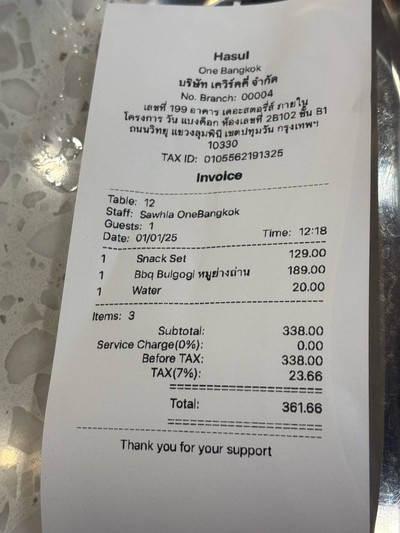 Hasul
One Bangkok
บริษัท เควิร์คคี่ จำกัด
No. Branch: 00004
เลขที่ 199 อาคาร เดอะสตอรี่ส์ ภายใน
โครงการ วัน แบงค็อก ห้องเลขที่ 2B102 ชั้น B1
ถนนวิทยุ แขวงลุมพินี เขตปทุมวัน กรุงเทพฯ
10330
TAX ID: 0105562191325
Invoice
Table: 12
Staff: Sawhla OneBangkok
Guests: 1
Date: 01/01/25 Time: 12:18
1 Snack Set 129.00
1 Bbq Bulgogi หมูย่างถ่าน 189.00
1 Water 20.00
Items: 3
Subtotal: 338.00
Service Charge(0%): 0.00
Before TAX: 338.00
TAX(7%): 23.66
Total: 361.66
Thank you for your support